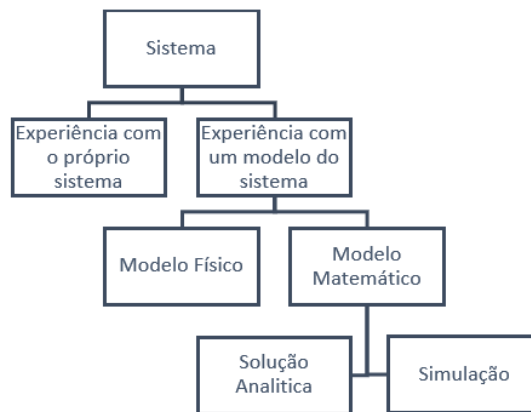 Sistema
Experiência com
o próprio
sistema
Experiência com
um modelo do
sistema
Modelo Físico
Modelo
Matemático
Solução
Analitica
Simulação